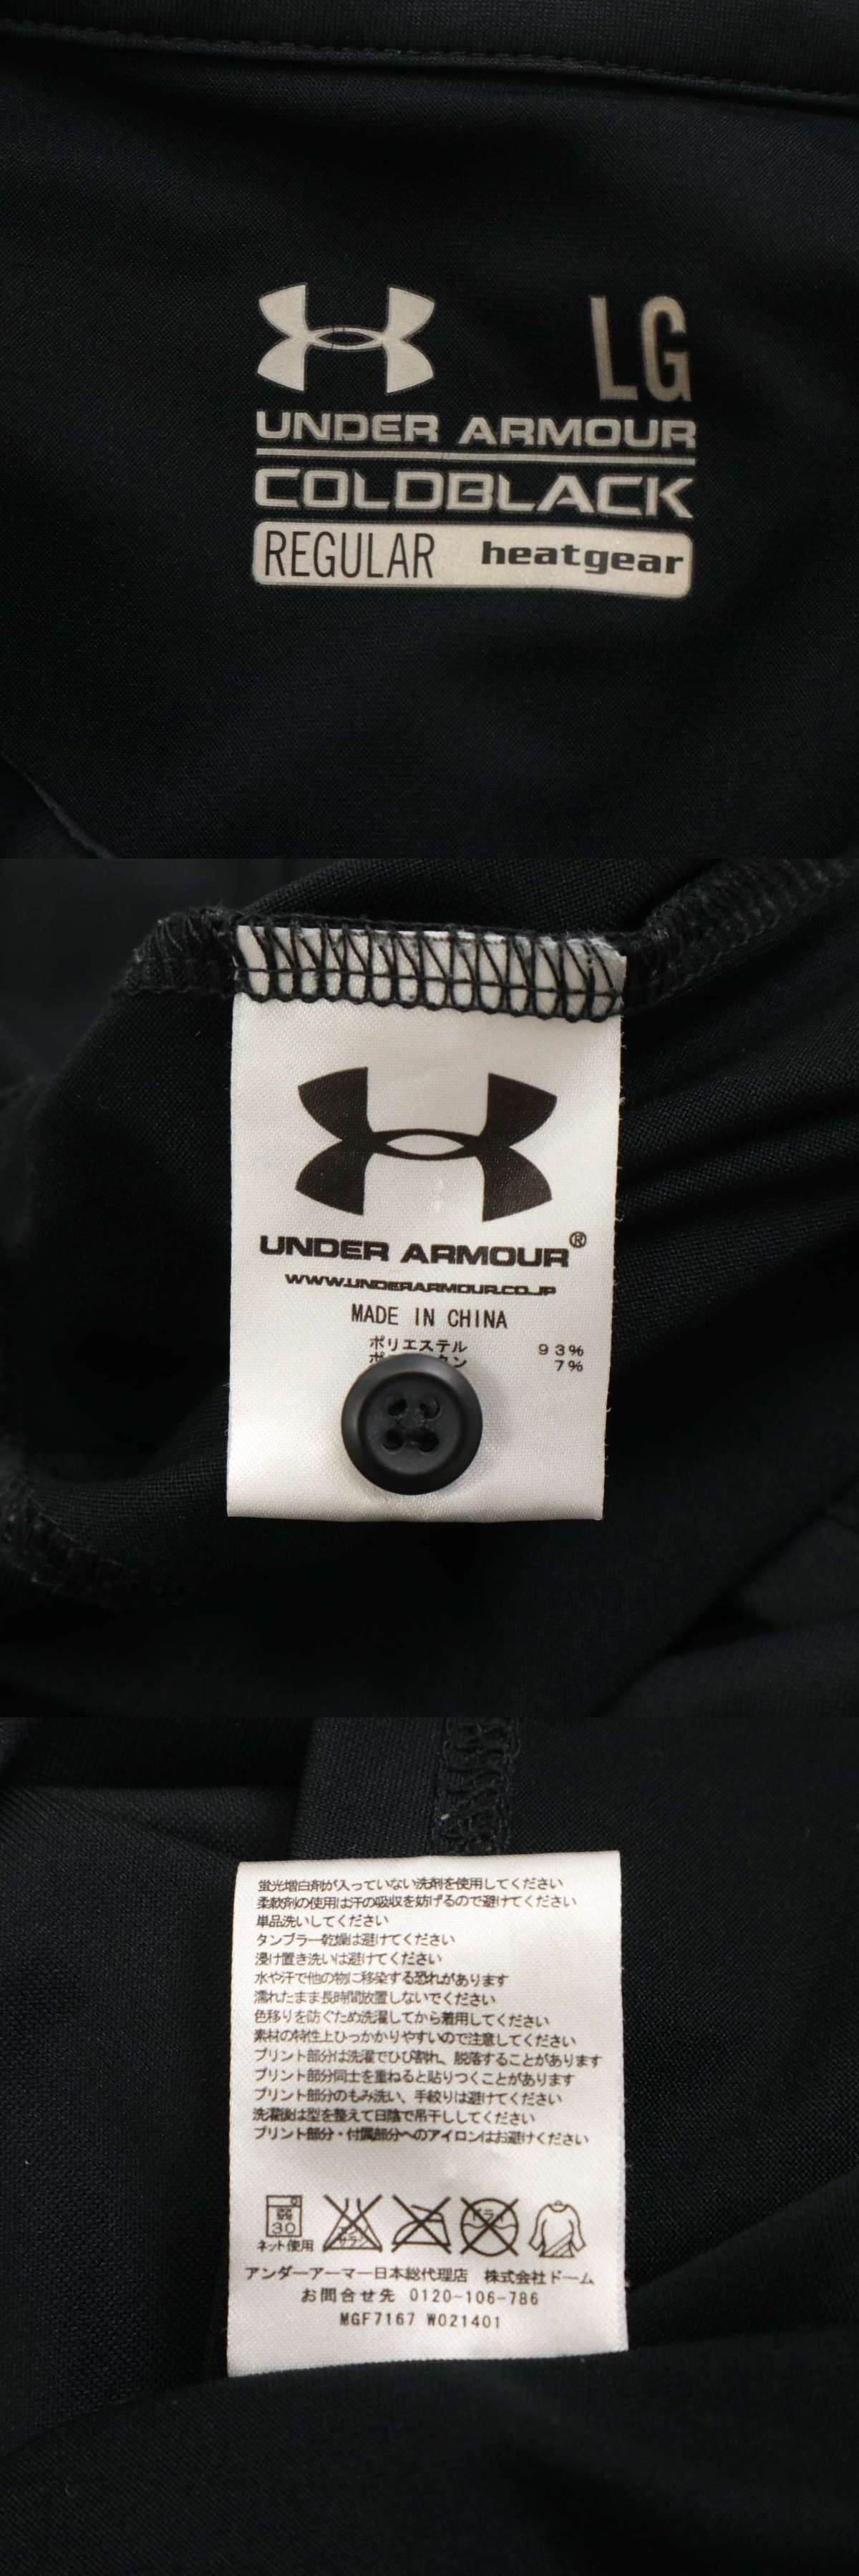 LG
UNDER ARMOUR
COLDBLACK
REGULAR heatgear
UNDER ARMOUR®
WWW.UNDERARMOUR.CO.JP
MADE IN CHINA
ポリエステル 93%
ポ タン 7%
蛍光増白剤が入っていない洗剤を使用してください
柔軟剤の使用は汗の吸収を妨げるので避けてください
単品洗いしてください
タンブラー乾燥は避けてください
浸け置き洗いは避けてください
水や汗で他の物に移染する恐れがあります
濡れたまま長時間放置しないでください
色移りを防ぐため洗濯してから着用してください
素材の特性上ひっかかりやすいので注意してください
プリント部分は洗濯でひび割れ、脱落することがあります
プリント部分同士を重ねると貼りつくことがあります
プリント部分のもみ洗い、手絞りは避けてください
洗濯後は型を整えて日陰で吊干ししてください
プリント部分・付属部分へのアイロンはお避けください
30
ネット使用
アンダーアーマー日本総代理店 株式会社ドーム
お問合せ先 0120-106-786
MGF7167 W021401